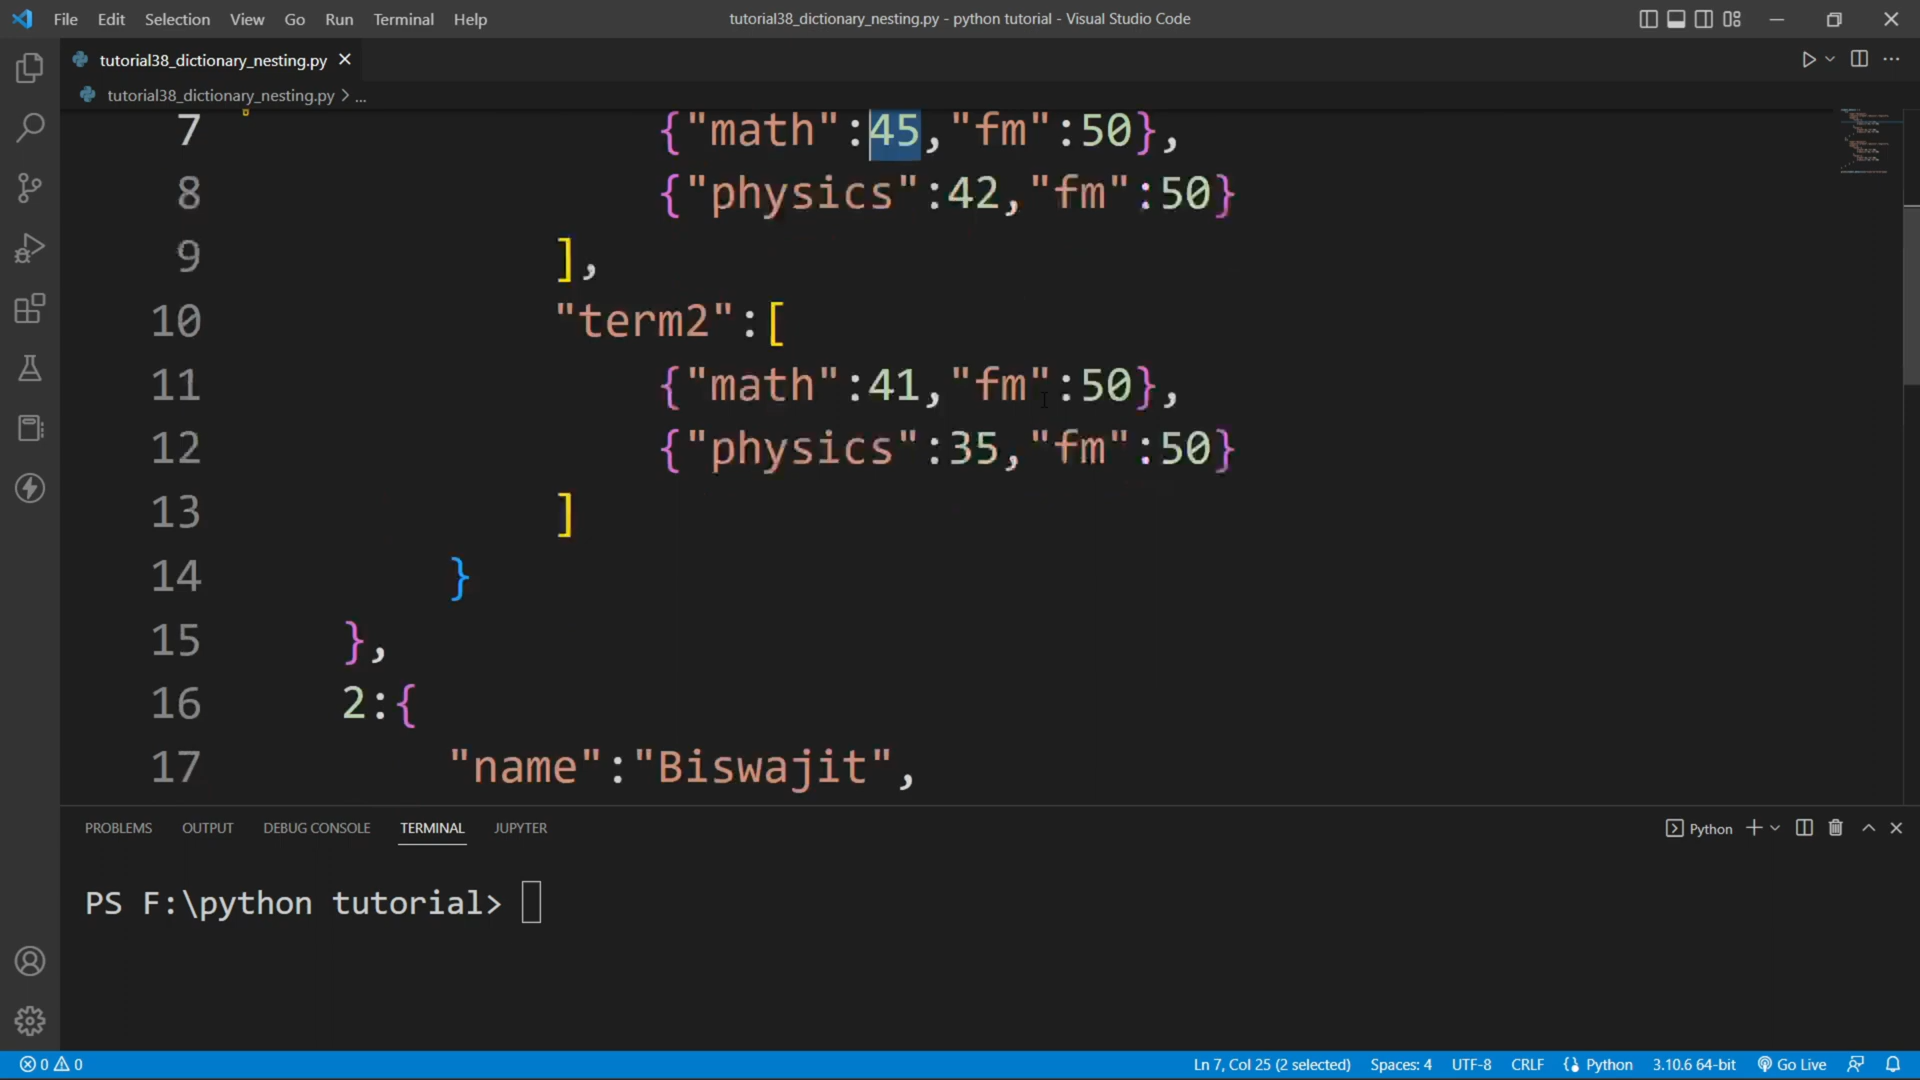 File Edit Selection View Go Run Terminal Help
tutorial38_dictionary_nesting.py - python tutorial - Visual Studio Code
tutorial38_dictionary_nesting.py
tutorial38_dictionary_nesting.py > ...
7 {"math":45,"fm":50},
8 {"physics":42,"fm":50}
9 ],
10 "term2":[
11 {"math":41,"fm":50},
12 {"physics":35,"fm":50}
13 ]
14 }
15 },
16 2:{
17 "name":"Biswajit",
PROBLEMS OUTPUT DEBUG CONSOLE TERMINAL JUPYTER
Python
PS F:\python tutorial>
0 0 Ln 7, Col 25 (2 selected) Spaces: 4 UTF-8 CRLF Python 3.10.6 64-bit Go Live